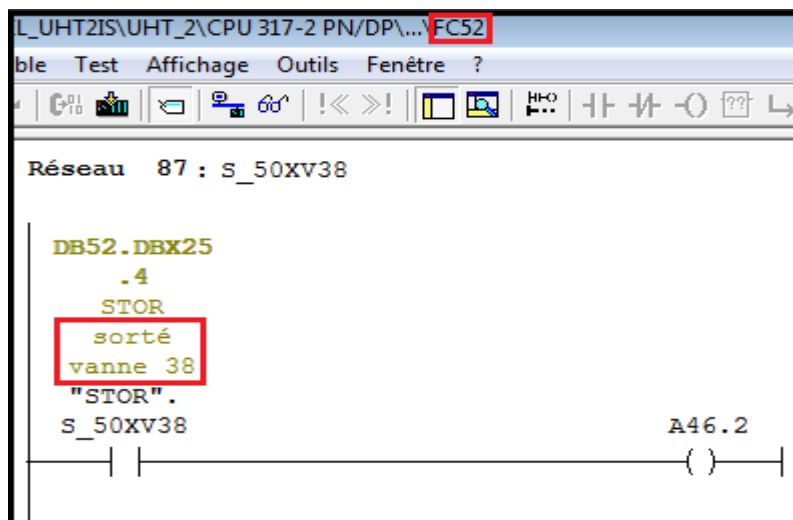 L_UHT2IS\UHT_2\CPU 317-2 PN/DP\...\FC52
ble Test Affichage Outils Fenêtre ?
!« »! ??
Réseau 87 : S_50XV38
DB52.DBX25
.4
STOR
sorté
vanne 38
"STOR".
S_50XV38
A46.2